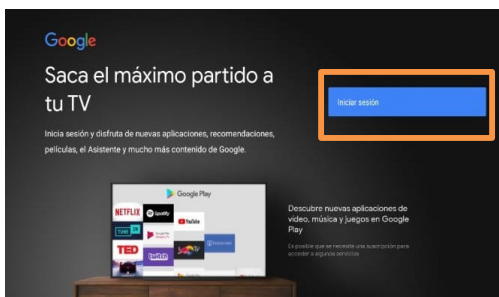 Google
Saca el máximo partido a
tu TV
Iniciar sesión
Inicia sesión y disfruta de nuevas aplicaciones, recomendaciones,
películas, el Asistente y mucho más contenido de Google.
Google Play
NETFLIX
Spotify
YouTube
TED
twitch
Descubre nuevas aplicaciones de
vídeo, música y juegos en Google
Play
Es posible que se necesite una suscripción para
acceder a algunos servicios